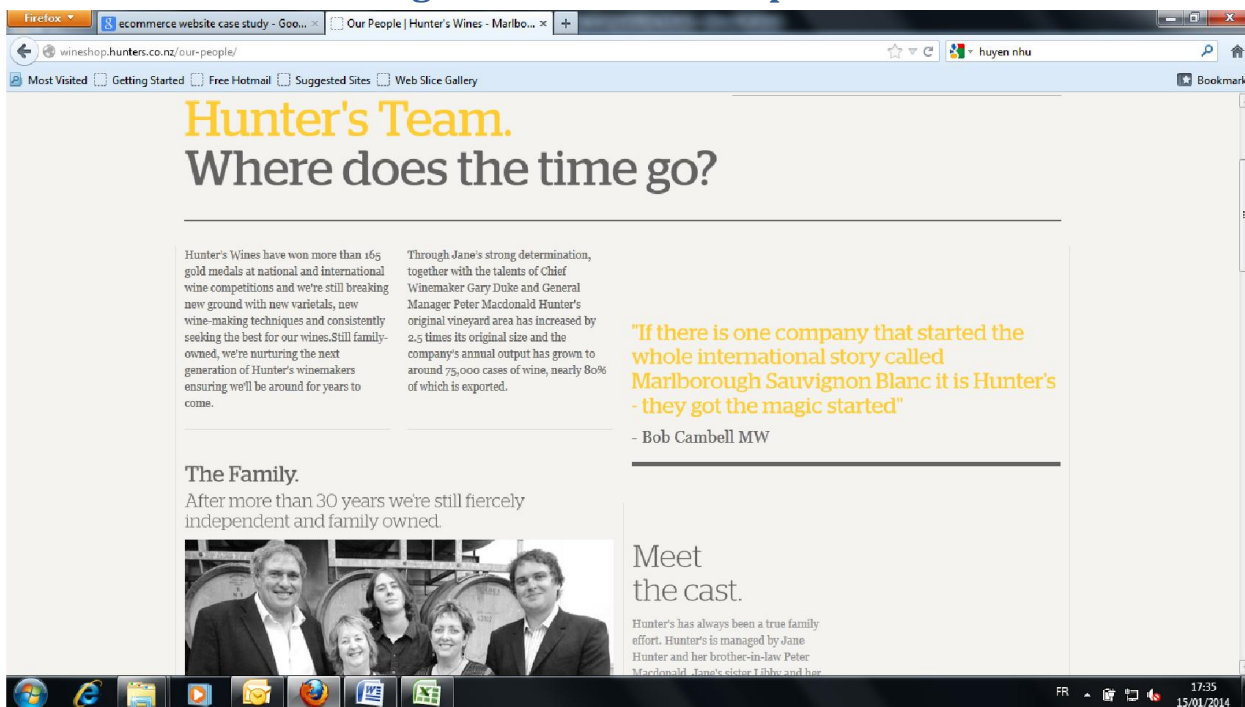 Firefox
ecommerce website case study - Goo...
Our People | Hunter's Wines - Marlbo...
wineshop.hunters.co.nz/our-people/
huyen nhu
Most Visited
Getting Started
Free Hotmail
Suggested Sites
Web Slice Gallery
Bookmark
Hunter's Team.
Where does the time go?
Hunter's Wines have won more than 165
gold medals at national and international
wine competitions and we're still breaking
new ground with new varietals, new
wine-making techniques and consistently
seeking the best for our wines.Still family-
owned, we're nurturing the next
generation of Hunter's winemakers
ensuring we'll be around for years to
come.
Through Jane's strong determination,
together with the talents of Chief
Winemaker Gary Duke and General
Manager Peter Macdonald Hunter's
original vineyard area has increased by
2.5 times its original size and the
company's annual output has grown to
around 75,000 cases of wine, nearly 80%
of which is exported.
"If there is one company that started the
whole international story called
Marlborough Sauvignon Blanc it is Hunter's
- they got the magic started"
- Bob Cambell MW
The Family.
After more than 30 years we're still fiercely
independent and family owned.
Meet
the cast.
Hunter's has always been a true family
effort. Hunter's is managed by Jane
Hunter and her brother-in-law Peter
Macdonald. Jane's sister Libby and her
FR
17:35
15/01/2014